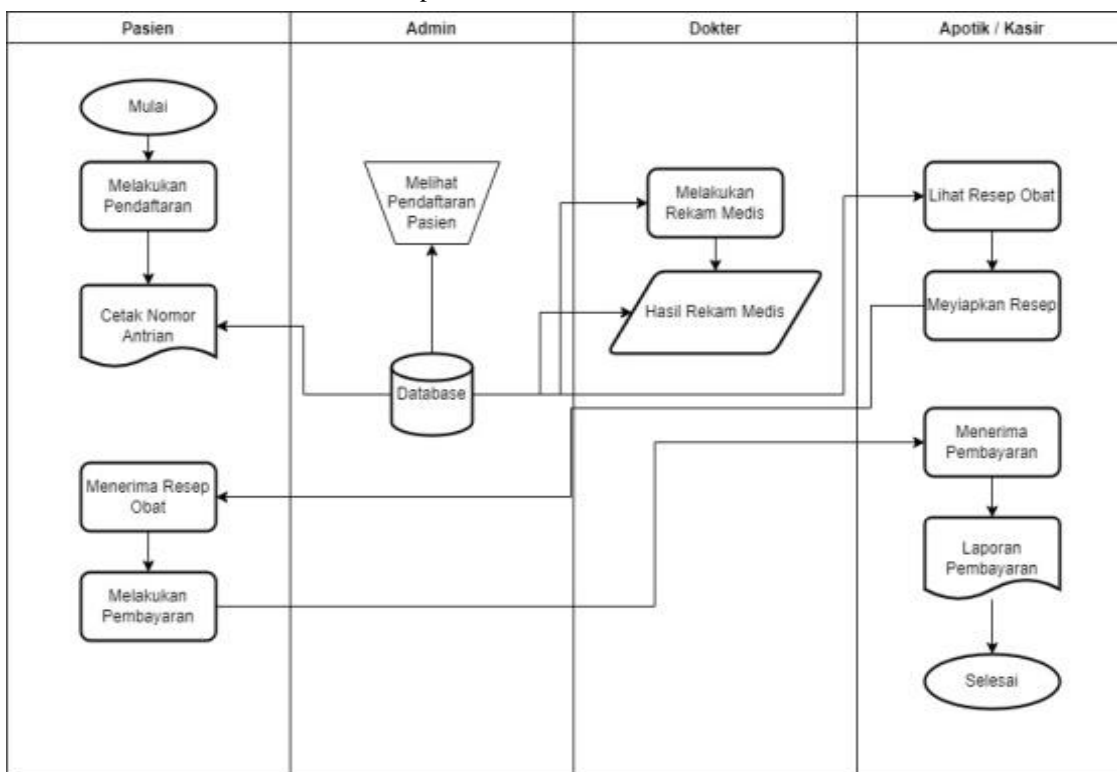 Pasien
Admin
Dokter
Apotik / Kasir
Mulai
Melakukan
Pendaftaran
Cetak Nomor
Antrian
Menerima Resep
Obat
Melakukan
Pembayaran
Melihat
Pendaftaran
Pasien
Database
Melakukan
Rekam Medis
Hasil Rekam Medis
Lihat Resep Obat
Meyiapkan Resep
Menerima
Pembayaran
Laporan
Pembayaran
Selesai